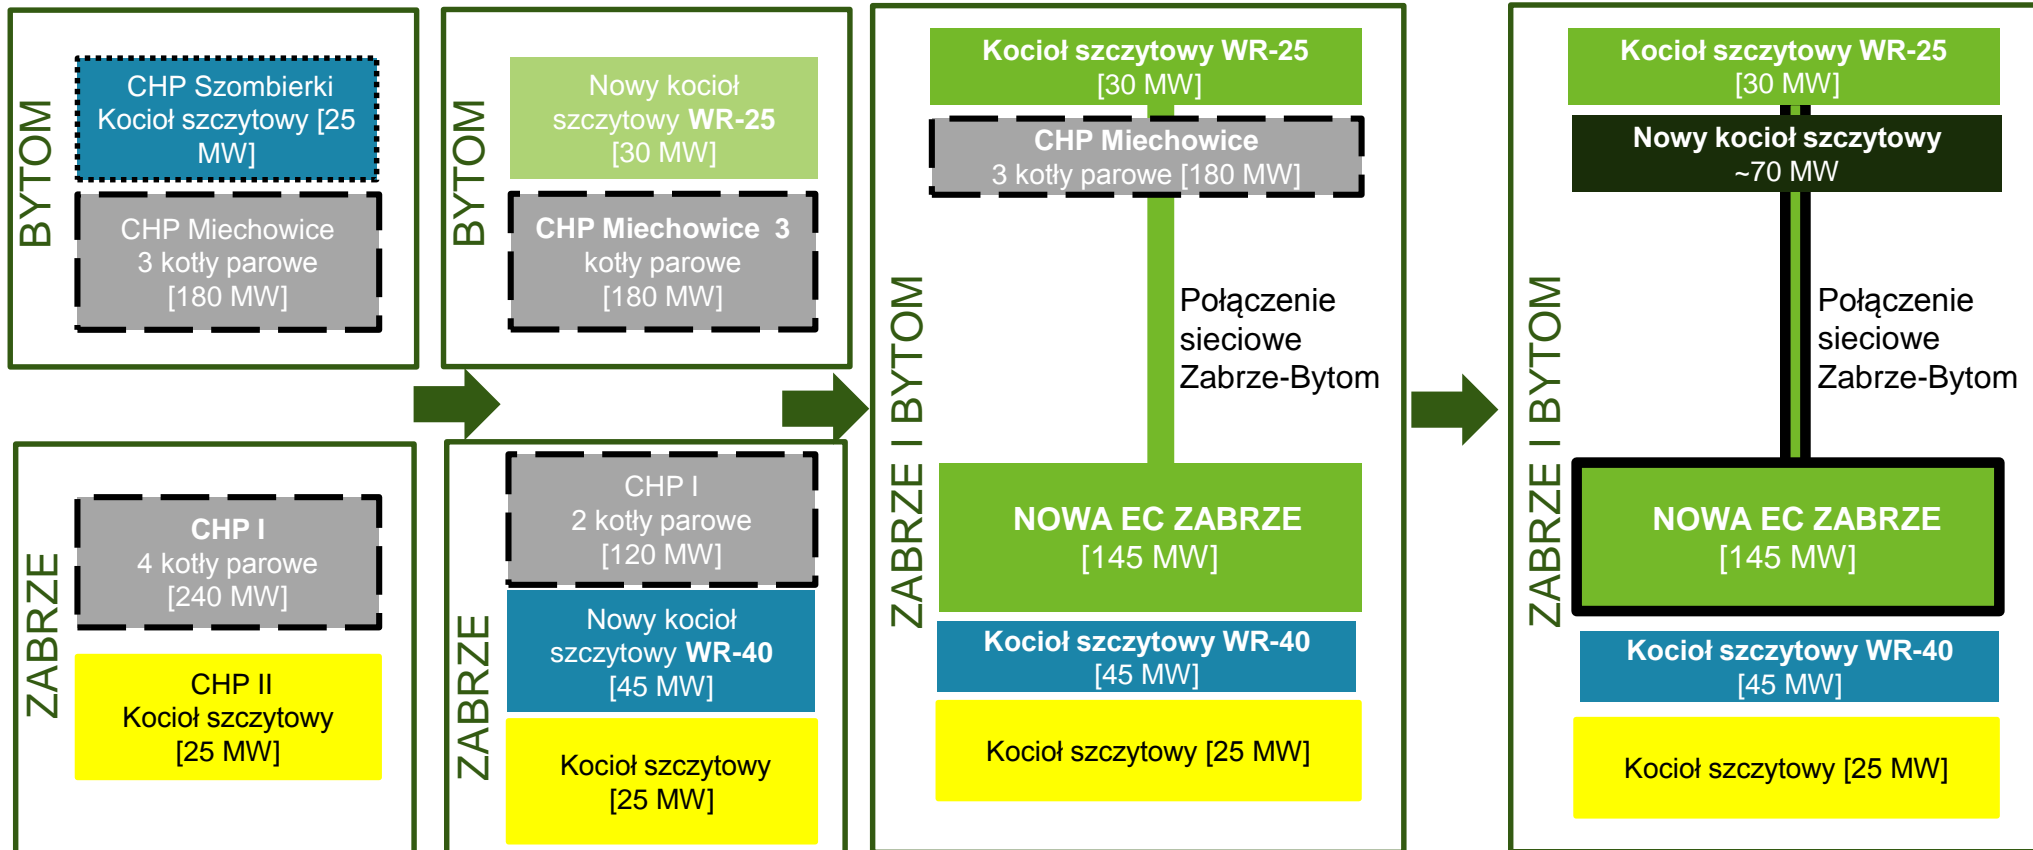 BYTOM
CHP Szombierki
Kocioł szczytowy [25
MW]
CHP Miechowice
3 kotły parowe
[180 MW]
ZABRZE
CHP I
4 kotły parowe
[240 MW]
CHP II
Kocioł szczytowy
[25 MW]
BYTOM
Nowy kocioł
szczytowy WR-25
[30 MW]
CHP Miechowice 3
kotły parowe
[180 MW]
ZABRZE
CHP I
2 kotły parowe
[120 MW]
Nowy kocioł
szczytowy WR-40
[45 MW]
Kocioł szczytowy
[25 MW]
ZABRZE I BYTOM
Kocioł szczytowy WR-25
[30 MW]
CHP Miechowice
3 kotły parowe [180 MW]
Połączenie
sieciowe
Zabrze-Bytom
NOWA EC ZABRZE
[145 MW]
Kocioł szczytowy WR-40
[45 MW]
Kocioł szczytowy [25 MW]
ZABRZE I BYTOM
Kocioł szczytowy WR-25
[30 MW]
Nowy kocioł szczytowy
~70 MW
Połączenie
sieciowe
Zabrze-Bytom
NOWA EC ZABRZE
[145 MW]
Kocioł szczytowy WR-40
[45 MW]
Kocioł szczytowy [25 MW]